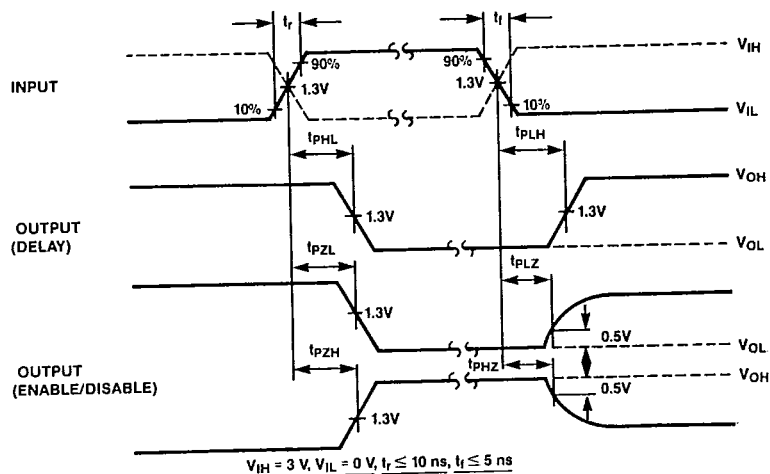 tr tf
90% 90% VIH
INPUT 1.3V 1.3V
10% 10% VIL
tPHL tPLH
VOH
OUTPUT
(DELAY) 1.3V 1.3V
tPZL tPLZ VOL
1.3V 0.5V
VOL
tPZH tPHZ VOH
OUTPUT
(ENABLE/DISABLE) 0.5V
1.3V
VIH = 3 V, VIL = 0 V, tr ≤ 10 ns, tf ≤ 5 ns